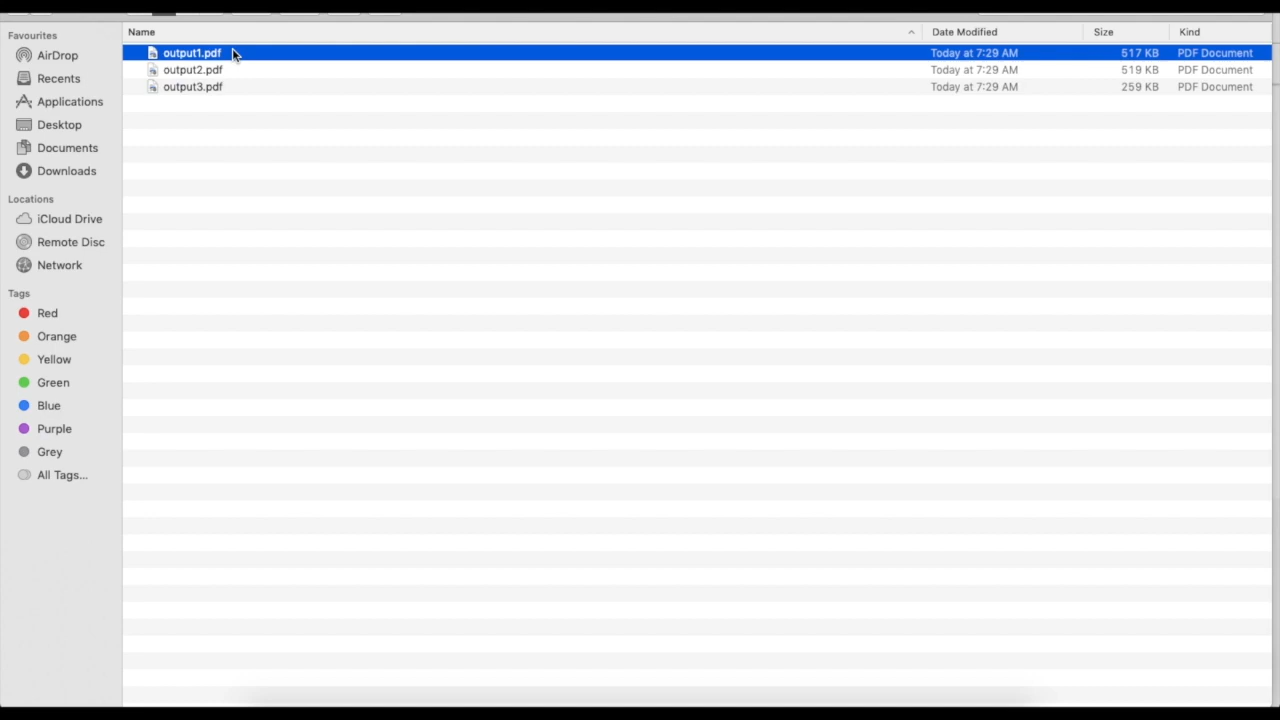 Favourites
AirDrop
Recents
Applications
Desktop
Documents
Downloads
Locations
iCloud Drive
Remote Disc
Network
Tags
Red
Orange
Yellow
Green
Blue
Purple
Grey
All Tags...
Name Date Modified Size Kind
output1.pdf Today at 7:29 AM 517 KB PDF Document
output2.pdf Today at 7:29 AM 519 KB PDF Document
output3.pdf Today at 7:29 AM 259 KB PDF Document